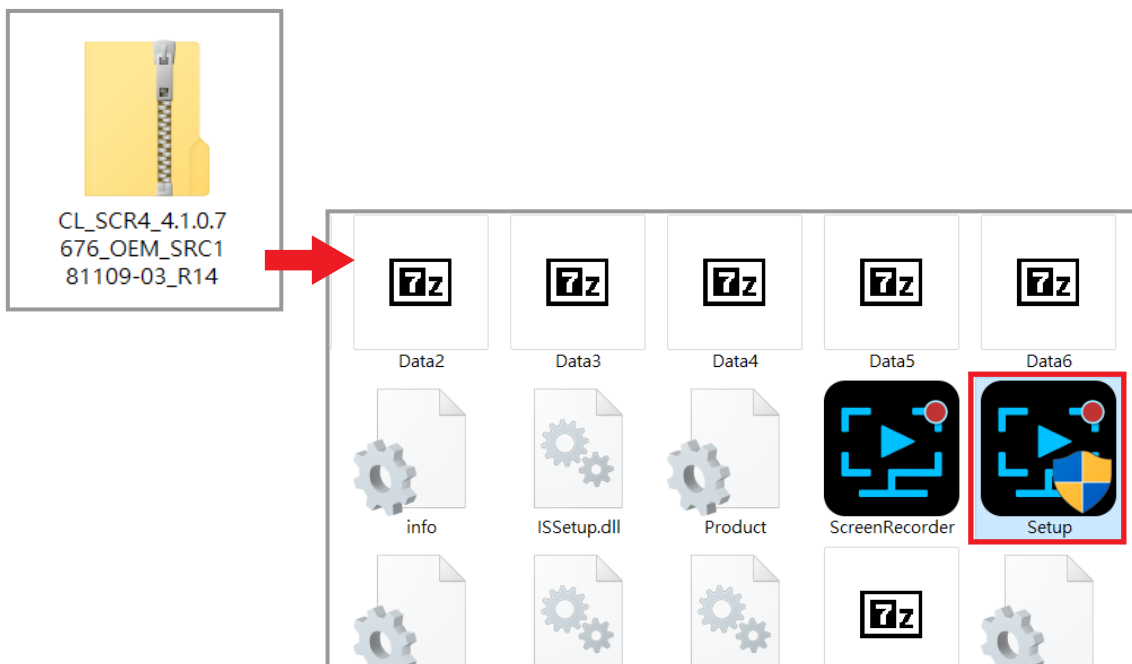 CL_SCR4_4.1.0.7
676_OEM_SRC1
81109-03_R14
7z 7z 7z 7z 7z
Data2 Data3 Data4 Data5 Data6
info ISSetup.dll Product ScreenRecorder Setup
7z